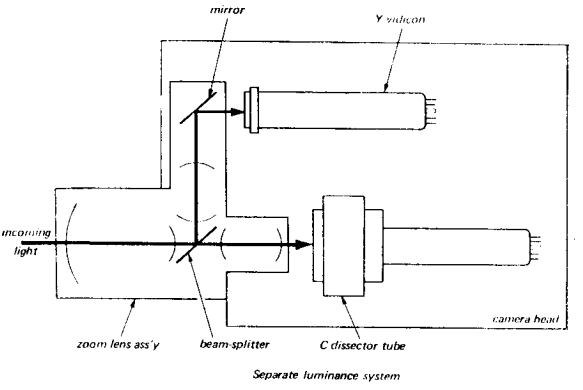 mirror
Y vidicon
incoming
light
camera head
zoom lens ass'y
beam-splitter
C dissector tube
Separate luminance system